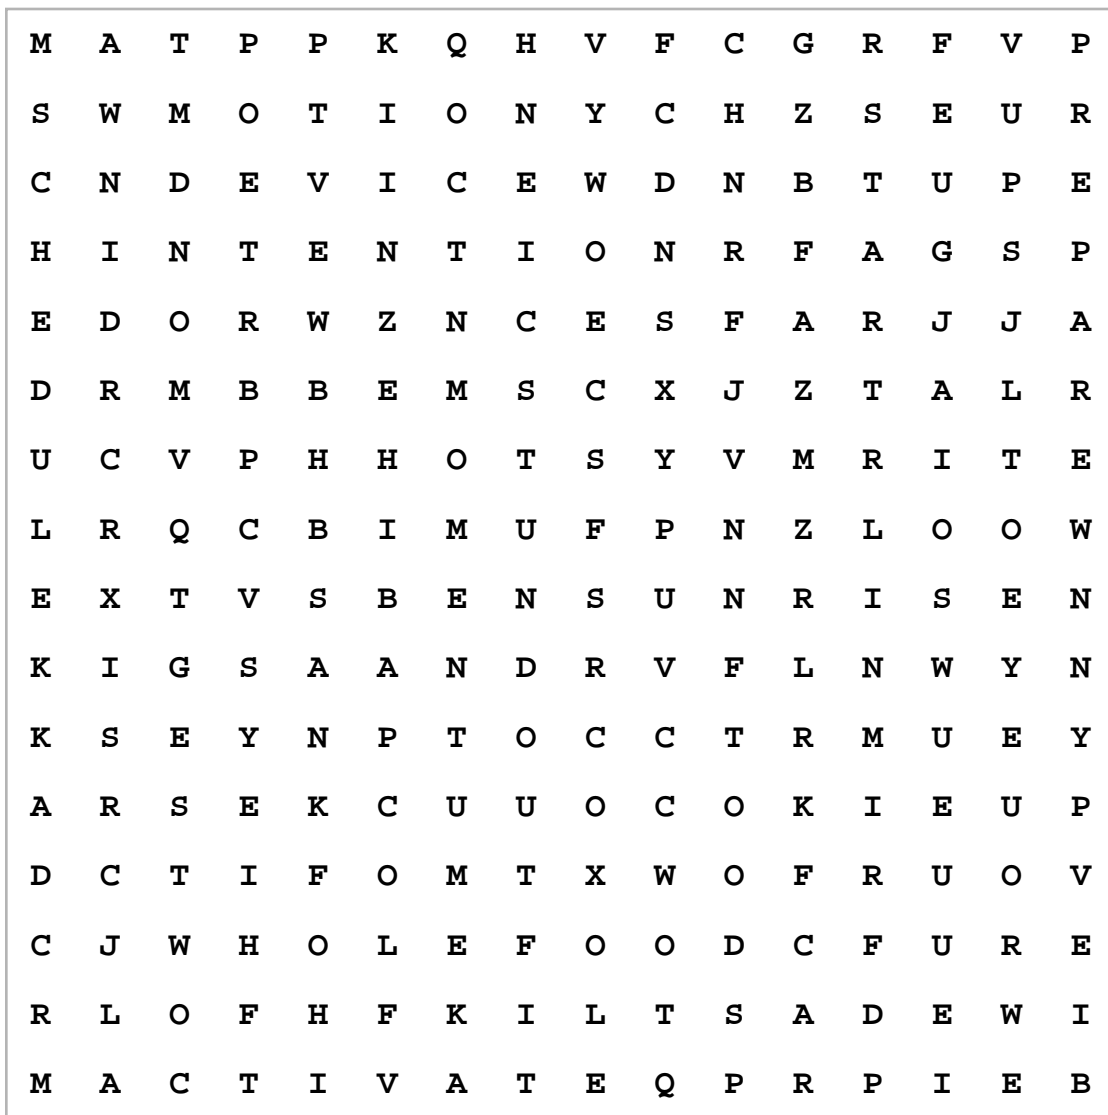 M A T P P K Q H V F C G R F V P
S W M O T I O N Y C H Z S E U R
C N D E V I C E W D N B T U P E
H I N T E N T I O N R F A G S P
E D O R W Z N C E S F A R J J A
D R M B B E M S C X J Z T A L R
U C V P H H O T S Y V M R I T E
L R Q C B I M U F P N Z L O O W
E X T V S B E N S U N R I S E N
K I G S A A N D R V F L N W Y N
K S E Y N P T O C C T R M U E Y
A R S E K C U U O C O K I E U P
D C T I F O M T X W O F R U O V
C J W H O L E F O O D C F U R E
R L O F H F K I L T S A D E W I
M A C T I V A T E Q P R P I E B